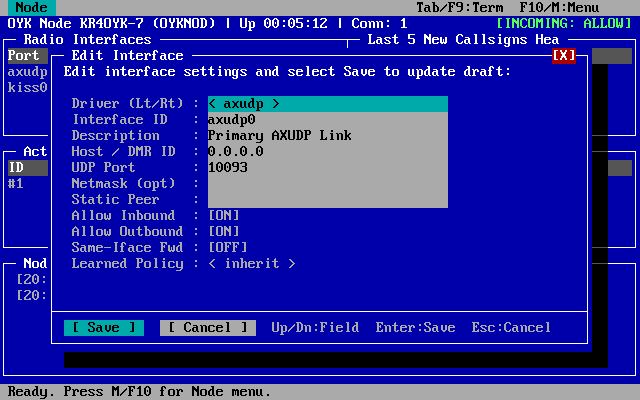 Node Tab/F9:Term F10/M:Menu
OYK Node KR4OYK-7 (OYKNOD) | Up 00:05:12 | Conn: 1 [INCOMING: ALLOW]
Radio Interfaces Last 5 New Callsigns Hea
Port
Edit Interface [X]
axudp
Edit interface settings and select Save to update draft:
kiss0
Driver (Lt/Rt) : < axudp >
Interface ID : axudp0
Description : Primary AXUDP Link
Host / DMR ID : 0.0.0.0
Act
UDP Port : 10093
ID
Netmask (opt) :
#1
Static Peer :
Allow Inbound : [ON]
Allow Outbound : [ON]
Same-Iface Fwd : [OFF]
Learned Policy : < inherit >
Nod
[20:
[20:
[ Save ] [ Cancel ] Up/Dn:Field Enter:Save Esc:Cancel
Ready. Press M/F10 for Node menu.